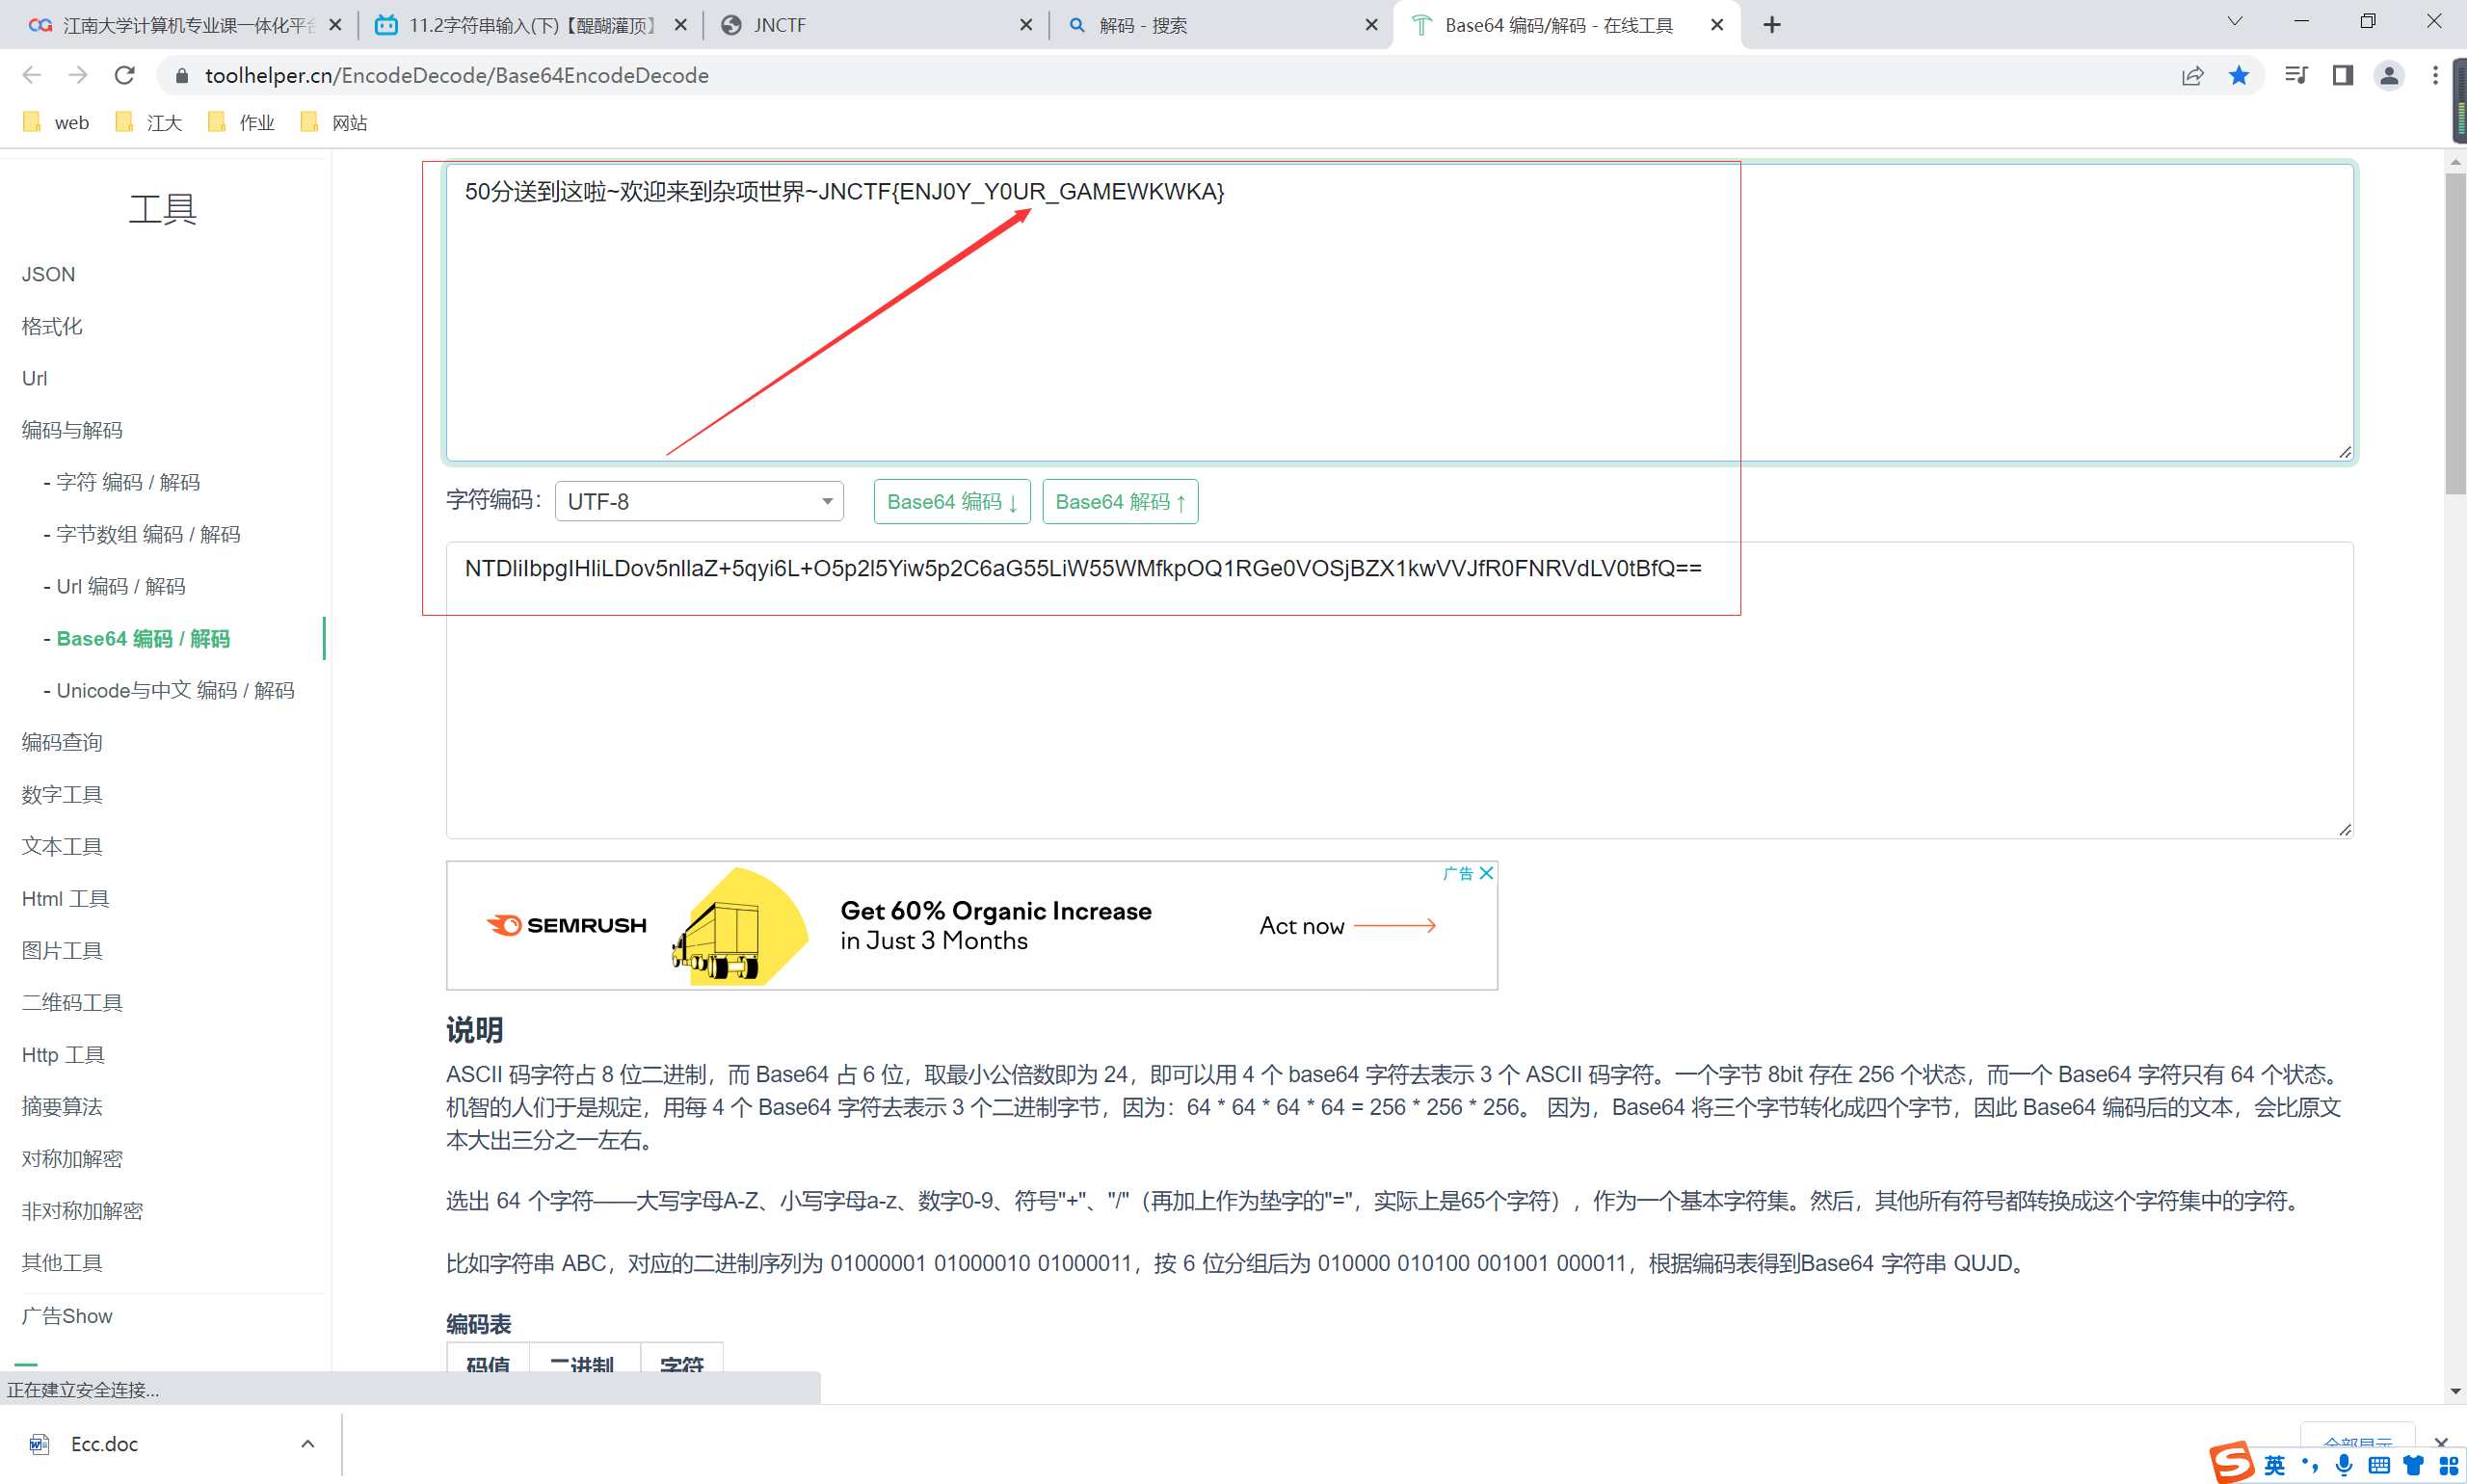 江南大学计算机专业课一体化平台
11.2字符串输入(下)【醍醐灌顶】
JNCTF
解码 - 搜索
Base64 编码/解码 - 在线工具
toolhelper.cn/EncodeDecode/Base64EncodeDecode
web
江大
作业
网站
工具
JSON
格式化
Url
编码与解码
- 字符 编码 / 解码
- 字节数组 编码 / 解码
- Url 编码 / 解码
- Base64 编码 / 解码
- Unicode与中文 编码 / 解码
编码查询
数字工具
文本工具
Html 工具
图片工具
二维码工具
Http 工具
摘要算法
对称加解密
非对称加解密
其他工具
广告Show
50分送到这啦~欢迎来到杂项世界~JNCTF{ENJ0Y_Y0UR_GAMEWKWKA}
字符编码：
UTF-8
Base64 编码↓
Base64 解码↑
NTDliIbpgIHliLDov5nllaZ+5qyi6L+O5p2l5Yiw5p2C6aG55LiW55WMfkpOQ1RGe0VOSjBZX1kwVVJfR0FNRVdLV0tBfQ==
广告
SEMRUSH
Get 60% Organic Increase
in Just 3 Months
Act now
说明
ASCII 码字符占 8 位二进制，而 Base64 占 6 位，取最小公倍数即为 24，即可以用 4 个 base64 字符去表示 3 个 ASCII 码字符。一个字节 8bit 存在 256 个状态，而一个 Base64 字符只有 64 个状态。
机智的人们于是规定，用每 4 个 Base64 字符去表示 3 个二进制字节，因为：64 * 64 * 64 * 64 = 256 * 256 * 256。 因为，Base64 将三个字节转化成四个字节，因此 Base64 编码后的文本，会比原文
本大出三分之一左右。
选出 64 个字符——大写字母A-Z、小写字母a-z、数字0-9、符号"+"、"/"（再加上作为垫字的"="，实际上是65个字符），作为一个基本字符集。然后，其他所有符号都转换成这个字符集中的字符。
比如字符串 ABC，对应的二进制序列为 01000001 01000010 01000011，按 6 位分组后为 010000 010100 001001 000011，根据编码表得到Base64 字符串 QUJD。
编码表
码值
二进制
字符
正在建立安全连接...
Ecc.doc
全部显示
英